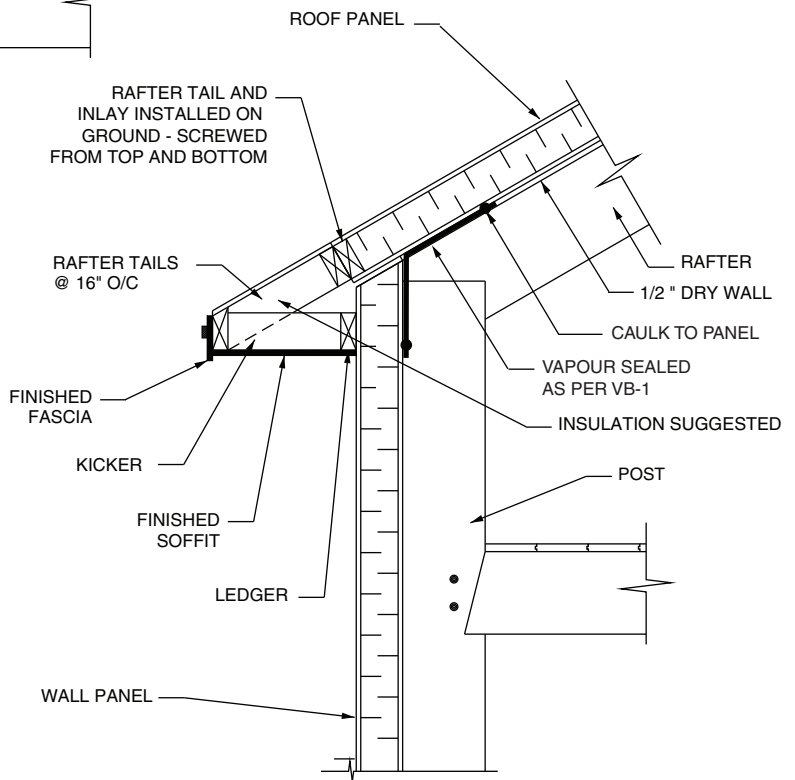 ROOF PANEL
RAFTER TAIL AND
INLAY INSTALLED ON
GROUND - SCREWED
FROM TOP AND BOTTOM
RAFTER TAILS
@ 16" O/C
RAFTER
1/2 " DRY WALL
CAULK TO PANEL
VAPOUR SEALED
AS PER VB-1
FINISHED
FASCIA
INSULATION SUGGESTED
KICKER
POST
FINISHED
SOFFIT
LEDGER
WALL PANEL